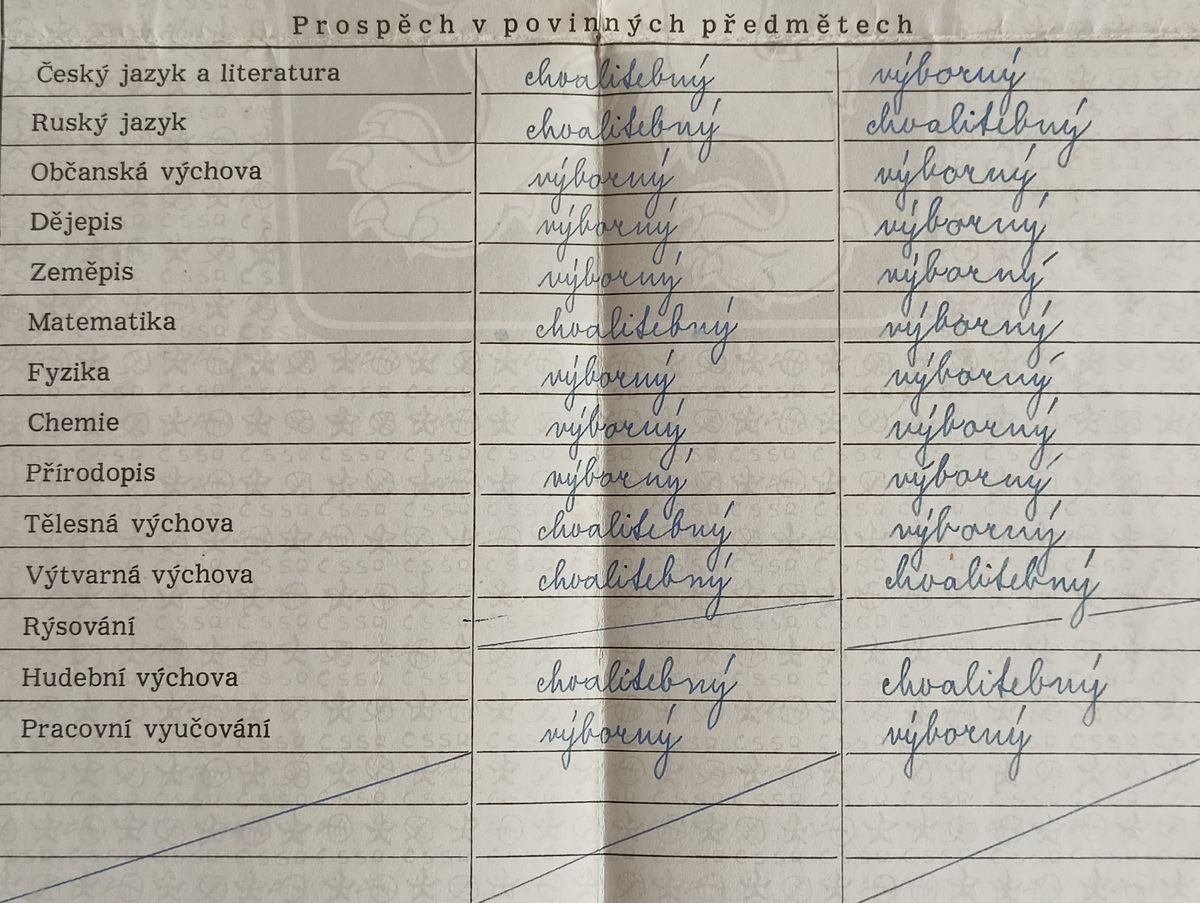 Prospěch v povinných předmětech
Český jazyk a literatura chvalitebný výborný
Ruský jazyk chvalitebný chvalitebný
Občanská výchova výborný výborný
Dějepis výborný výborný
Zeměpis výborný výborný
Matematika chvalitebný výborný
Fyzika výborný výborný
Chemie výborný výborný
Přírodopis výborný výborný
Tělesná výchova chvalitebný výborný
Výtvarná výchova chvalitebný chvalitebný
Rýsování
Hudební výchova chvalitebný chvalitebný
Pracovní vyučování výborný výborný